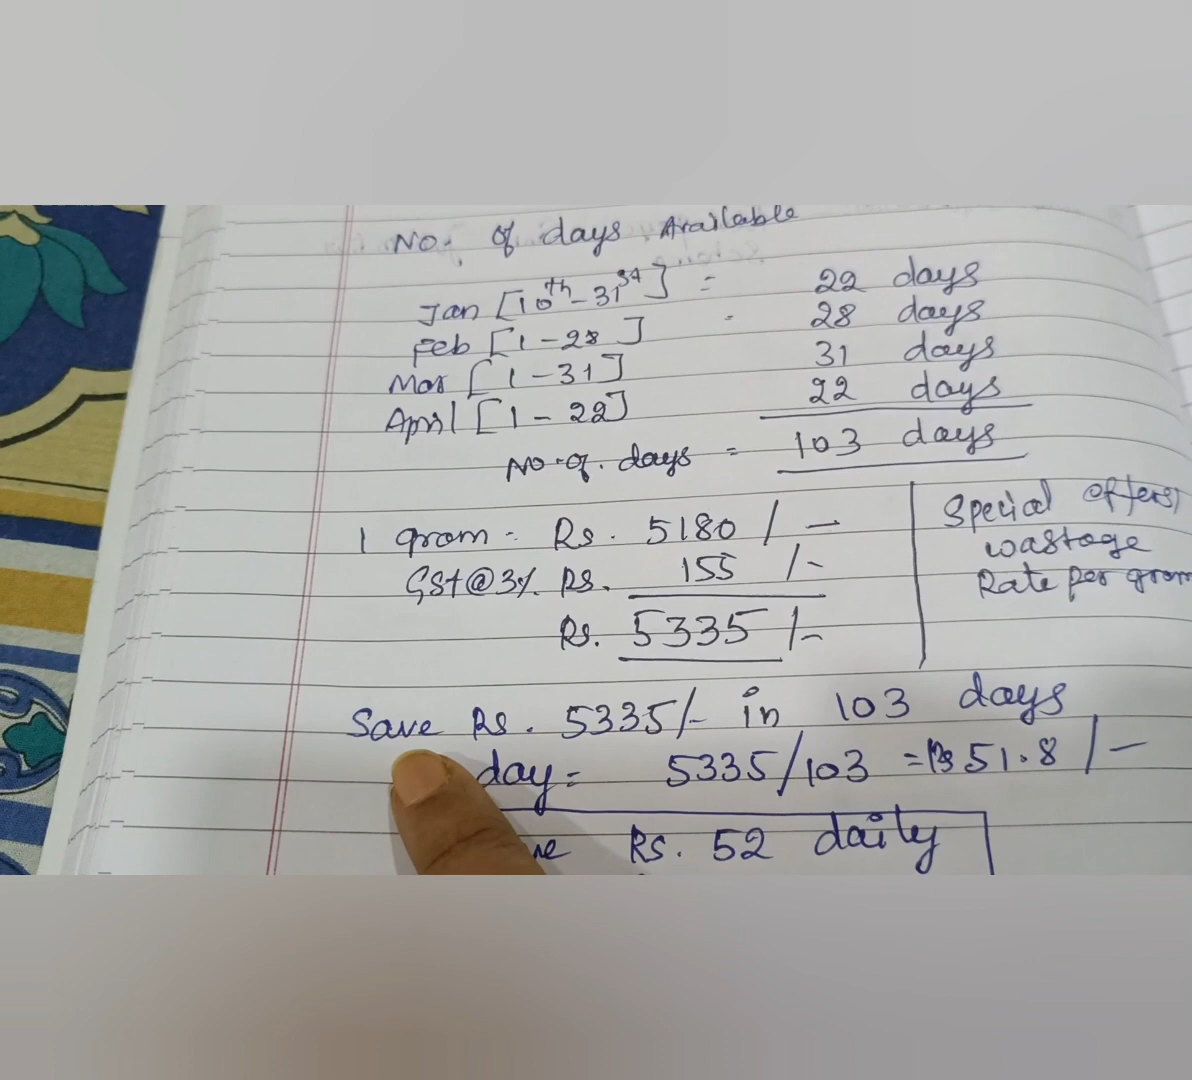 No. of days Available
Jan [10th-31st] = 22 days
Feb [1-28] - 28 days
Mar [1-31] 31 days
April [1-22] 22 days
No. of. days = 103 days
1 gram = Rs. 5180/-
Gst@3%. Rs. 155/-
Rs. 5335/-
Special offers,
wastage
Rate per gram
Save Rs. 5335/- in 103 days
day = 5335/103 = Rs 51.8/-
Rs. 52 daily